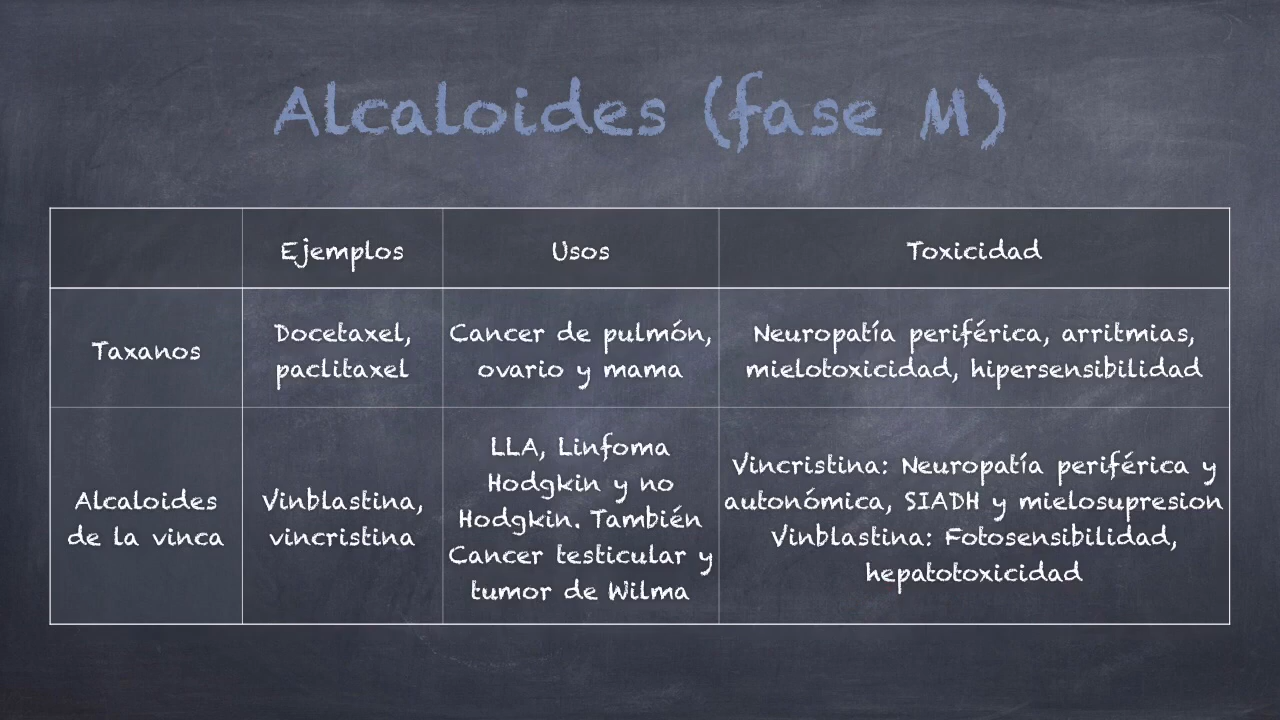 Alcaloides (fase M)
Ejemplos
Usos
Toxicidad
Taxanos
Docetaxel,
paclitaxel
Cancer de pulmón,
ovario y mama
Neuropatía periférica, arritmias,
mielotoxicidad, hipersensibilidad
Alcaloides
de la vinca
Vinblastina,
vincristina
LLA, Linfoma
Hodgkin y no
Hodgkin. También
Cancer testicular y
tumor de Wilma
Vincristina: Neuropatía periférica y
autonómica, SIADH y mielosupresion
Vinblastina: Fotosensibilidad,
hepatotoxicidad